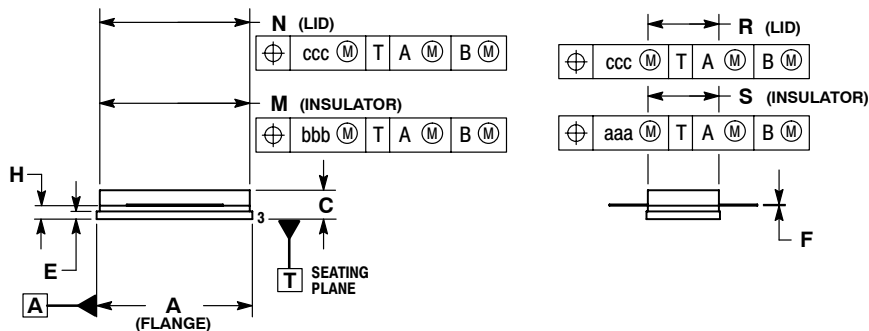 N (LID)
⌖ ccc Ⓜ T A Ⓜ B Ⓜ
M (INSULATOR)
⌖ bbb Ⓜ T A Ⓜ B Ⓜ
R (LID)
⌖ ccc Ⓜ T A Ⓜ B Ⓜ
S (INSULATOR)
⌖ aaa Ⓜ T A Ⓜ B Ⓜ
H
C
3
E
F
T SEATING
PLANE
A
A
(FLANGE)